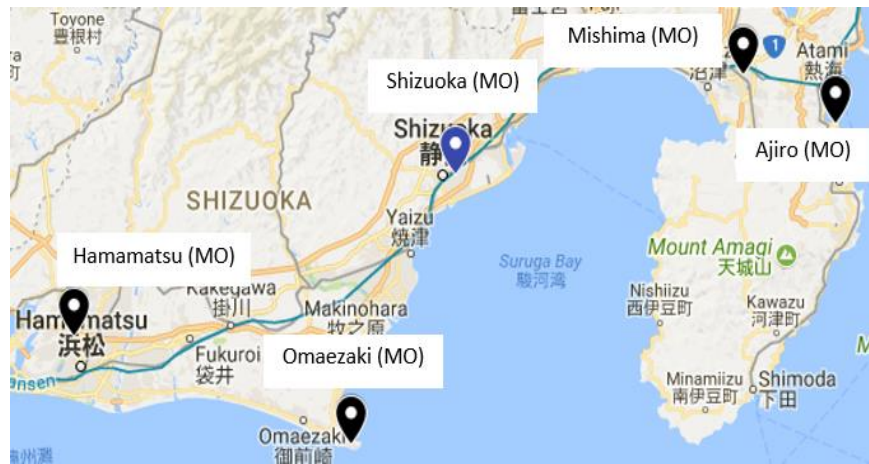 Toyone
豊根村
Mishima (MO)
沼津
1
Atami
熱海
Shizuoka (MO)
Shizuoka
Ajiro (MO)
SHIZUOKA
Yaizu
焼津
Hamamatsu (MO)
Suruga Bay
駿河湾
Mount Amagi
天城山
Kakegawa
掛川
Makinohara
牧之原
Nishiizu
西伊豆町
Kawazu
河津町
Hamamatsu
浜松
Fukuroi
袋井
Omaezaki (MO)
Minamiizu
南伊豆町
Shimoda
下田
Omaezaki
御前崎